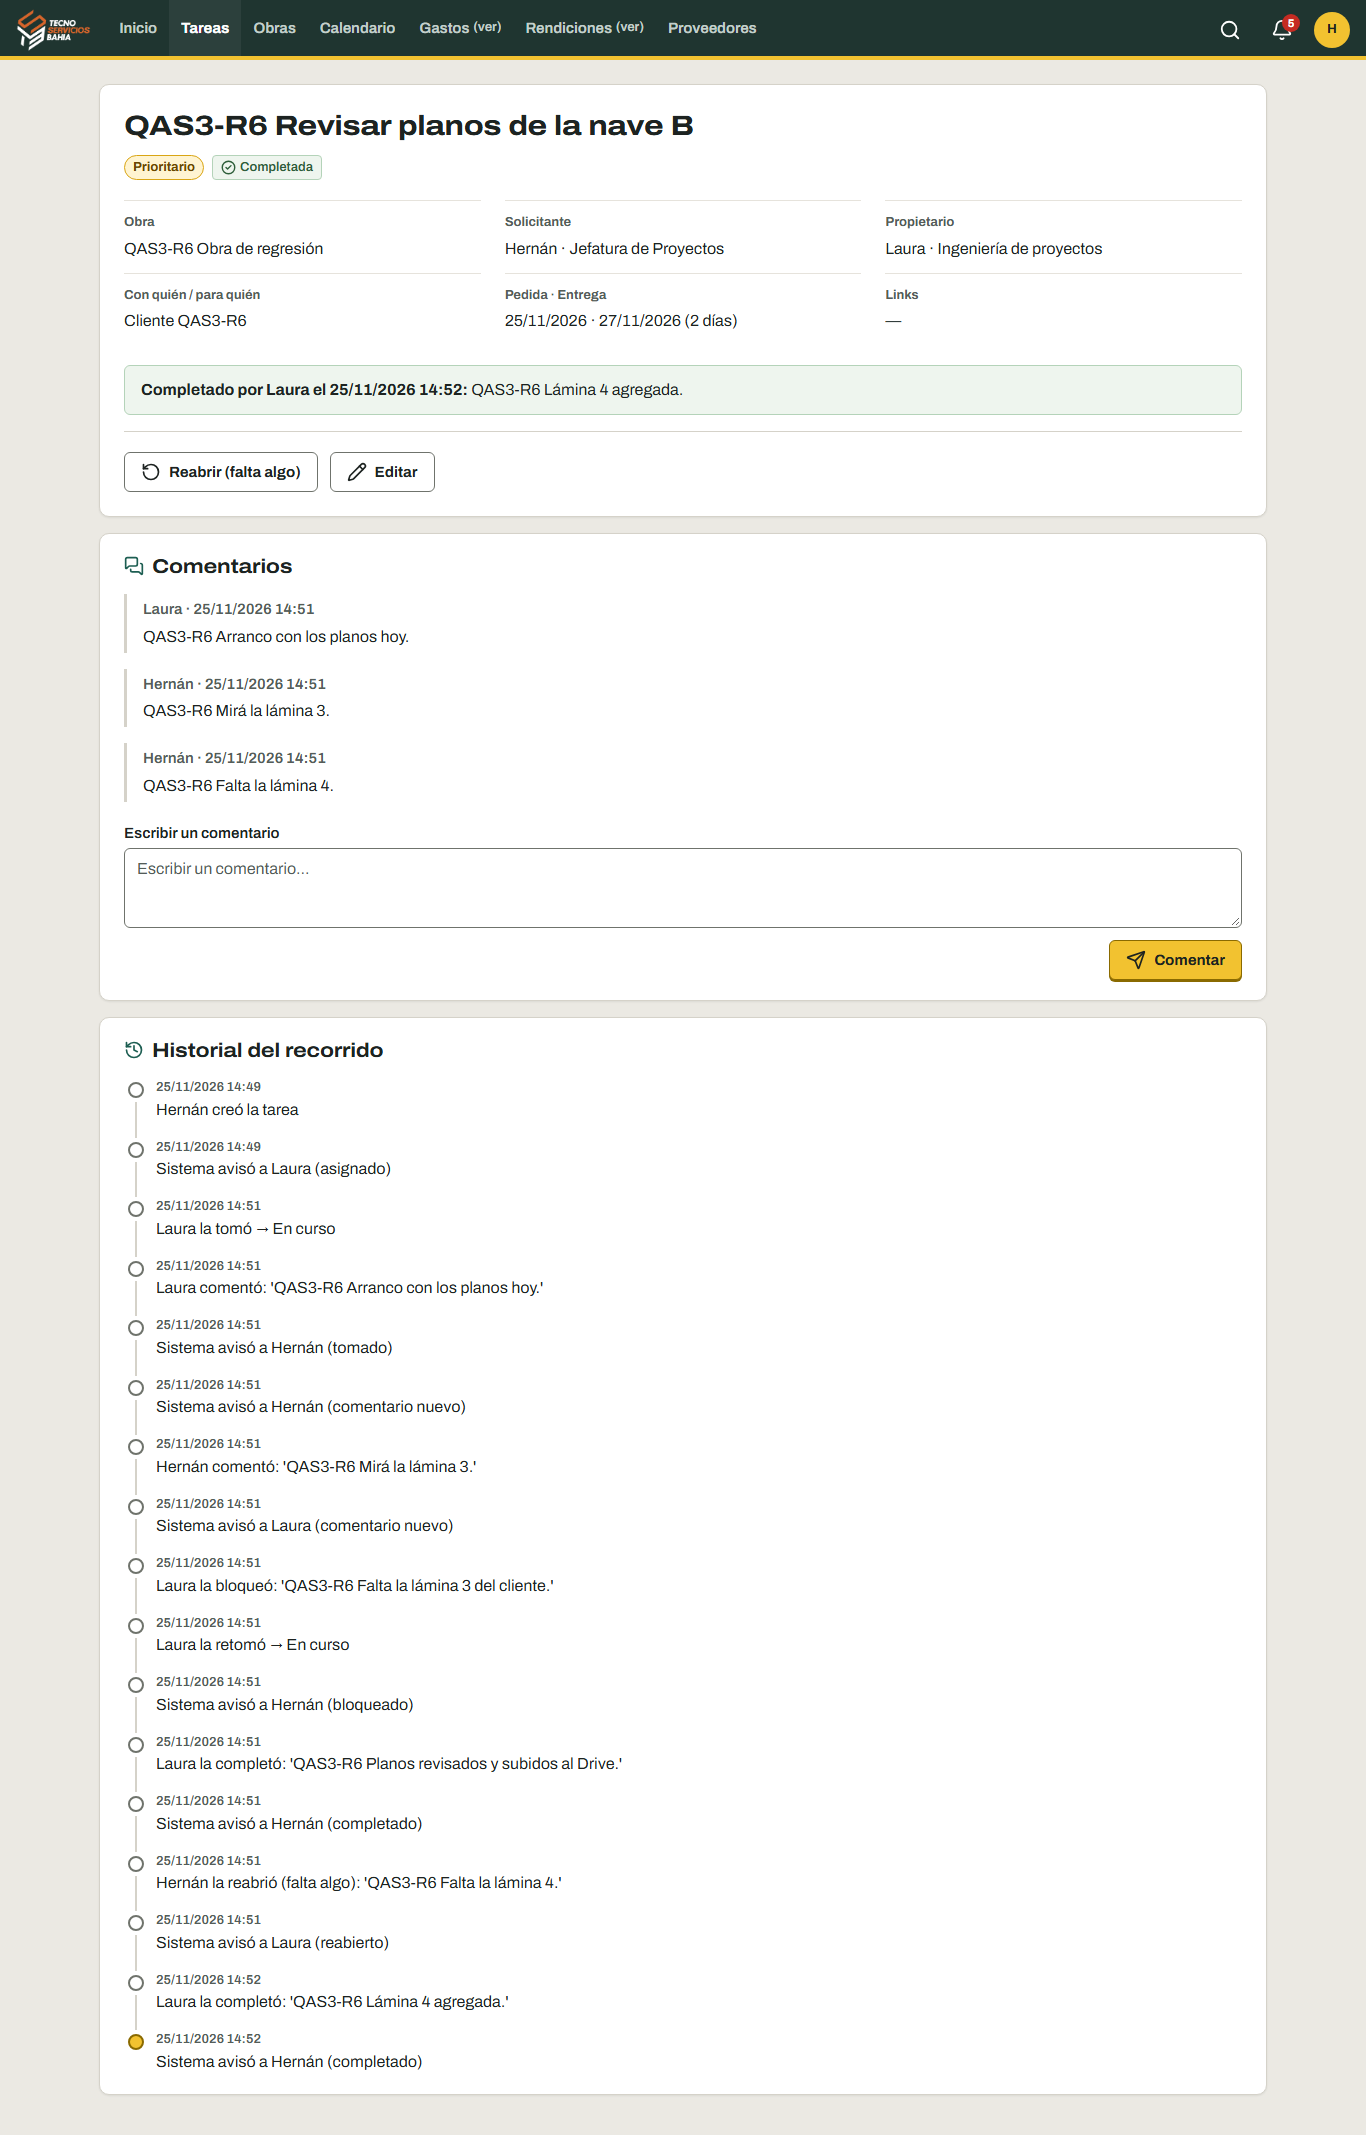 TECNO
SERVICIOS
BAHIA
Inicio
Tareas
Obras
Calendario
Gastos (ver)
Rendiciones (ver)
Proveedores
5
H
QAS3-R6 Revisar planos de la nave B
Prioritario
Completada
Obra
QAS3-R6 Obra de regresión
Solicitante
Hernán · Jefatura de Proyectos
Propietario
Laura · Ingeniería de proyectos
Con quién / para quién
Cliente QAS3-R6
Pedida · Entrega
25/11/2026 · 27/11/2026 (2 días)
Links
—
Completado por Laura el 25/11/2026 14:52: QAS3-R6 Lámina 4 agregada.
Reabrir (falta algo)
Editar
Comentarios
Laura · 25/11/2026 14:51
QAS3-R6 Arranco con los planos hoy.
Hernán · 25/11/2026 14:51
QAS3-R6 Mirá la lámina 3.
Hernán · 25/11/2026 14:51
QAS3-R6 Falta la lámina 4.
Escribir un comentario
Escribir un comentario...
Comentar
Historial del recorrido
25/11/2026 14:49
Hernán creó la tarea
25/11/2026 14:49
Sistema avisó a Laura (asignado)
25/11/2026 14:51
Laura la tomó → En curso
25/11/2026 14:51
Laura comentó: 'QAS3-R6 Arranco con los planos hoy.'
25/11/2026 14:51
Sistema avisó a Hernán (tomado)
25/11/2026 14:51
Sistema avisó a Hernán (comentario nuevo)
25/11/2026 14:51
Hernán comentó: 'QAS3-R6 Mirá la lámina 3.'
25/11/2026 14:51
Sistema avisó a Laura (comentario nuevo)
25/11/2026 14:51
Laura la bloqueó: 'QAS3-R6 Falta la lámina 3 del cliente.'
25/11/2026 14:51
Laura la retomó → En curso
25/11/2026 14:51
Sistema avisó a Hernán (bloqueado)
25/11/2026 14:51
Laura la completó: 'QAS3-R6 Planos revisados y subidos al Drive.'
25/11/2026 14:51
Sistema avisó a Hernán (completado)
25/11/2026 14:51
Hernán la reabrió (falta algo): 'QAS3-R6 Falta la lámina 4.'
25/11/2026 14:51
Sistema avisó a Laura (reabierto)
25/11/2026 14:52
Laura la completó: 'QAS3-R6 Lámina 4 agregada.'
25/11/2026 14:52
Sistema avisó a Hernán (completado)